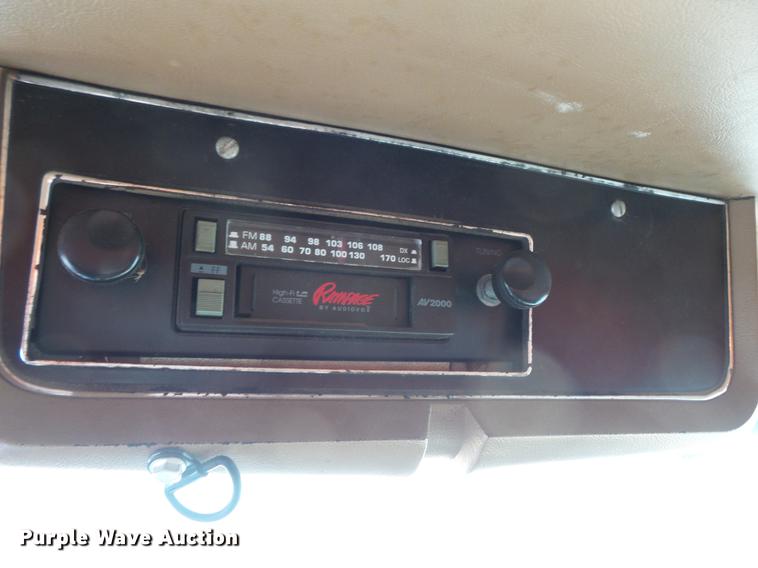 FM 88 94 98 103 106 108 DX
AM 54 60 70 80 100 130 170 LOC
TUNING
FF
High-Fi
CASSETTE
RAMPAGE
BY AUDIOVOX
AV2000
Purple Wave Auction